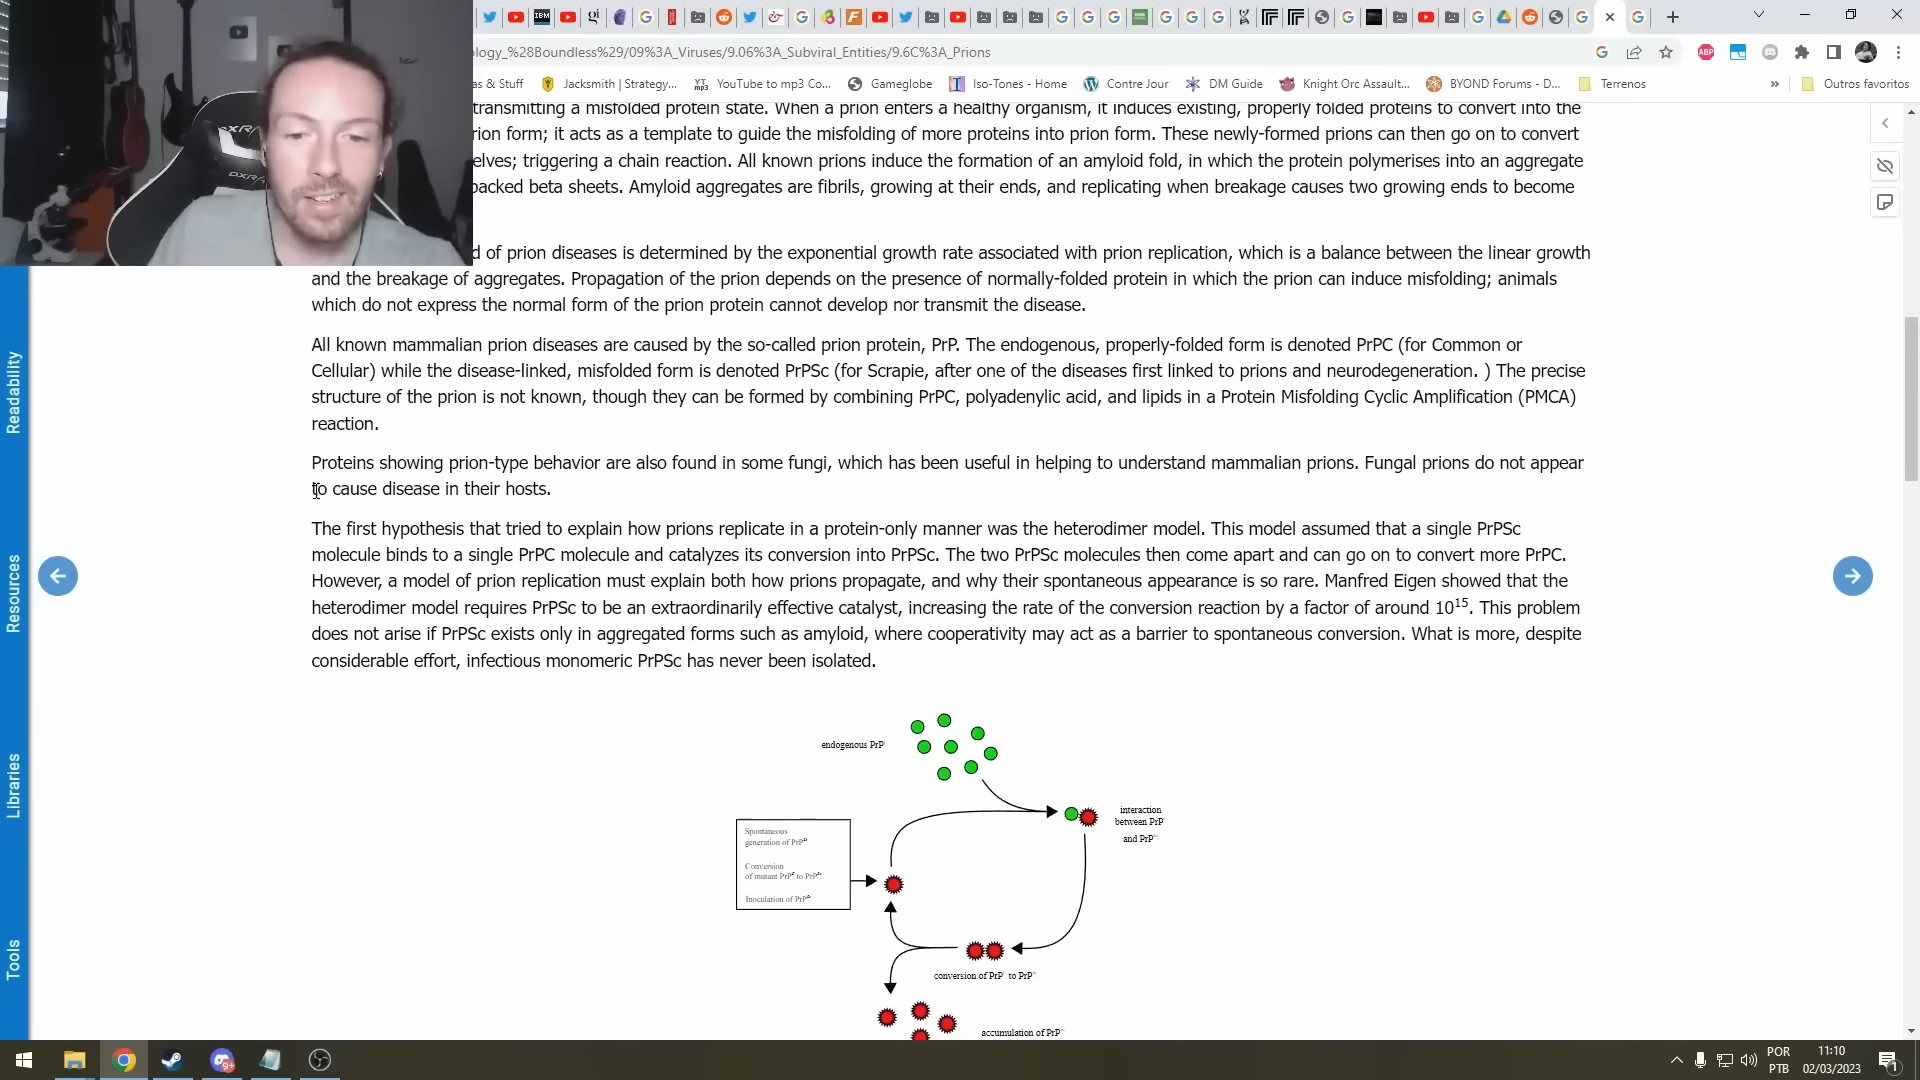 ology_%28Boundless%29/09%3A_Viruses/9.06%3A_Subviral_Entities/9.6C%3A_Prions
as & Stuff
Jacksmith | Strategy...
YouTube to mp3 Co...
Gameglobe
Iso-Tones - Home
Contre Jour
DM Guide
Knight Orc Assault...
BYOND Forums - D...
Terrenos
»
Outros favoritos
transmitting a misfolded protein state. When a prion enters a healthy organism, it induces existing, properly folded proteins to convert into the
rion form; it acts as a template to guide the misfolding of more proteins into prion form. These newly-formed prions can then go on to convert
elves; triggering a chain reaction. All known prions induce the formation of an amyloid fold, in which the protein polymerises into an aggregate
packed beta sheets. Amyloid aggregates are fibrils, growing at their ends, and replicating when breakage causes two growing ends to become
d of prion diseases is determined by the exponential growth rate associated with prion replication, which is a balance between the linear growth
and the breakage of aggregates. Propagation of the prion depends on the presence of normally-folded protein in which the prion can induce misfolding; animals
which do not express the normal form of the prion protein cannot develop nor transmit the disease.
All known mammalian prion diseases are caused by the so-called prion protein, PrP. The endogenous, properly-folded form is denoted PrPC (for Common or
Cellular) while the disease-linked, misfolded form is denoted PrPSc (for Scrapie, after one of the diseases first linked to prions and neurodegeneration. ) The precise
structure of the prion is not known, though they can be formed by combining PrPC, polyadenylic acid, and lipids in a Protein Misfolding Cyclic Amplification (PMCA)
reaction.
Proteins showing prion-type behavior are also found in some fungi, which has been useful in helping to understand mammalian prions. Fungal prions do not appear
to cause disease in their hosts.
The first hypothesis that tried to explain how prions replicate in a protein-only manner was the heterodimer model. This model assumed that a single PrPSc
molecule binds to a single PrPC molecule and catalyzes its conversion into PrPSc. The two PrPSc molecules then come apart and can go on to convert more PrPC.
However, a model of prion replication must explain both how prions propagate, and why their spontaneous appearance is so rare. Manfred Eigen showed that the
heterodimer model requires PrPSc to be an extraordinarily effective catalyst, increasing the rate of the conversion reaction by a factor of around 10¹⁵. This problem
does not arise if PrPSc exists only in aggregated forms such as amyloid, where cooperativity may act as a barrier to spontaneous conversion. What is more, despite
considerable effort, infectious monomeric PrPSc has never been isolated.
endogenous PrP
interaction
between PrP
and PrP
Spontaneous
generation of PrP
Conversion
of mutant PrP to PrP
Inoculation of PrP
conversion of PrP to PrP
accumulation of PrP
Readability
Resources
Libraries
Tools
DXRA
POR
PTB
11:10
02/03/2023